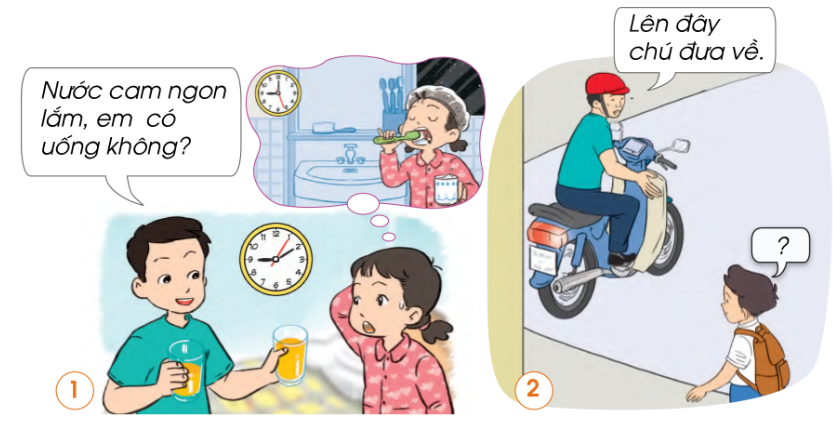 Nước cam ngon
lắm, em có
uống không?
Lên đây
chú đưa về.
?
1
2